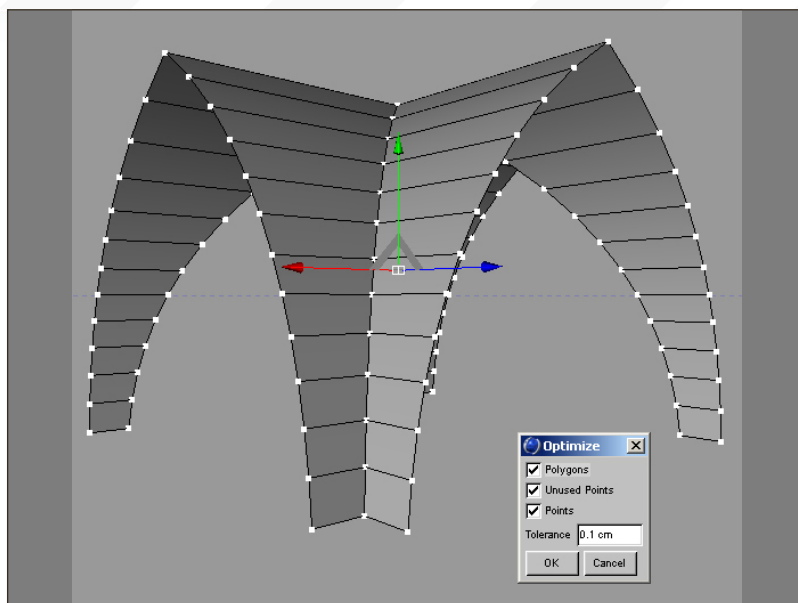 Optimize
Polygons
Unused Points
Points
Tolerance 0.1 cm
OK Cancel